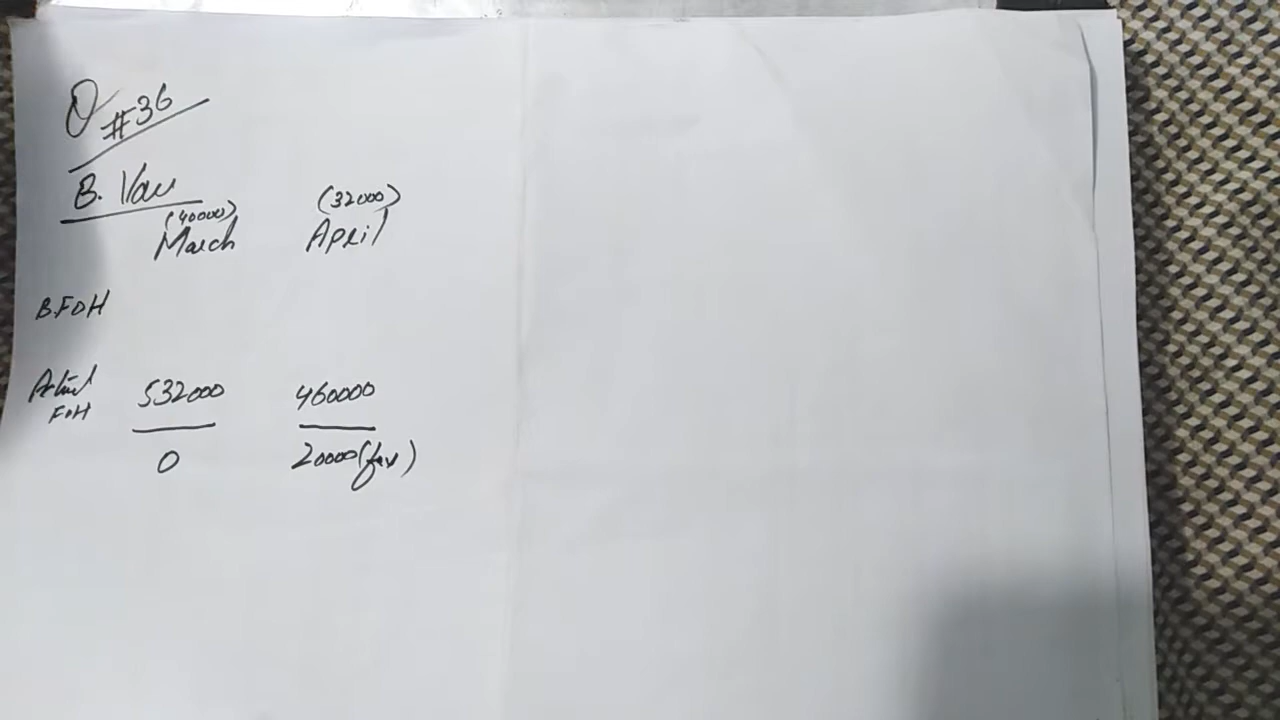 Q #36
B. Var
(40000) (32000)
March April
B.FOH
Actual 532000 460000
FOH
0 20000(fav)